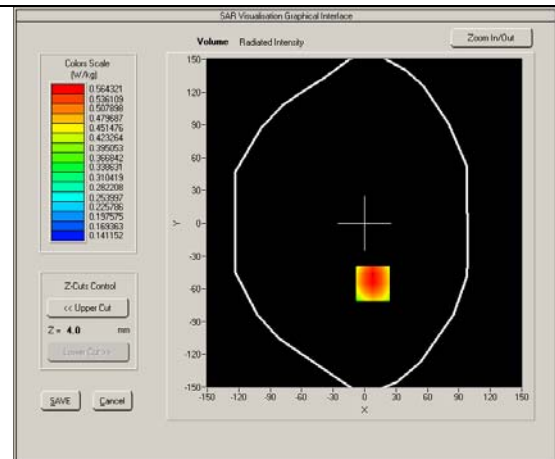 SAR Visualisation Graphical Interface
Volume Radiated Intensity
Zoom In/Out
Colors Scale
(W/kg)
0.564321
0.536109
0.507898
0.479687
0.451476
0.423264
0.395053
0.366842
0.338631
0.310419
0.282208
0.253997
0.225786
0.197575
0.169363
0.141152
Z-Cuts Control
<< Upper Cut
Z = 4.0 mm
Lower Cut >>
SAVE Cancel
150-
120-
90-
60-
30-
0-
-30-
-60-
-90-
-120-
-150-
Y
-150 -120 -90 -60 -30 0 30 60 90 120 150
X